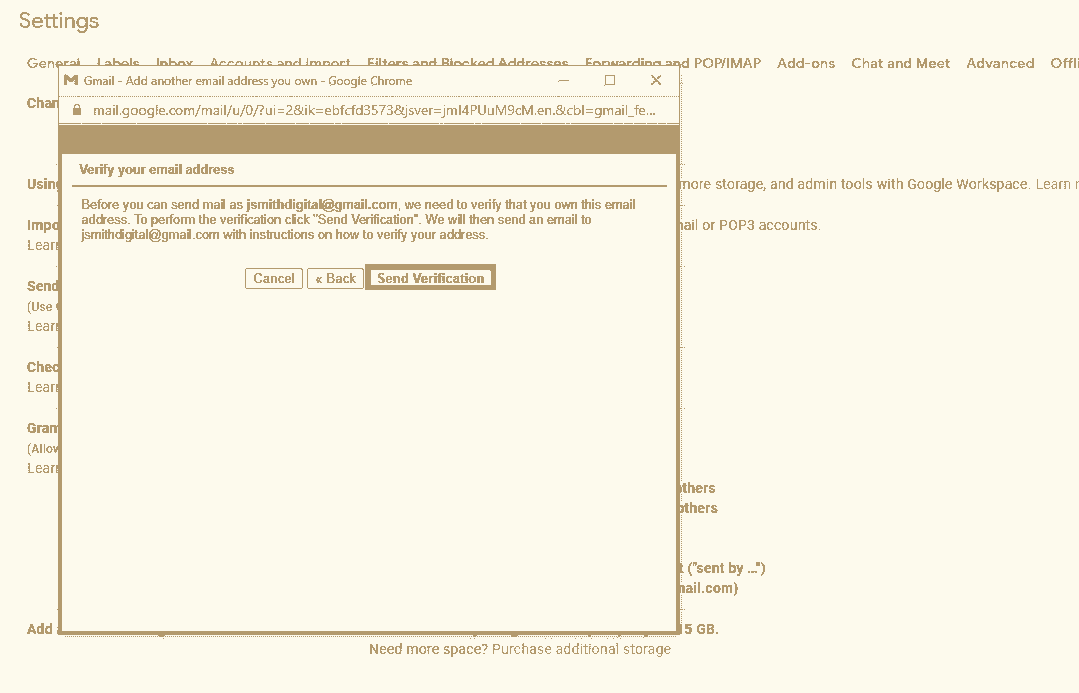 Settings
General Labels Inbox Accounts and Import Filters and Blocked Addresses Forwarding and POP/IMAP Add-ons Chat and Meet Advanced Offli
Gmail - Add another email address you own - Google Chrome
mail.google.com/mail/u/0/?ui=2&ik=ebfcfd3573&jsver=jmI4PUuM9cM.en.&cbl=gmail_fe...
Chan
Verify your email address
Using
more storage, and admin tools with Google Workspace. Learn
Before you can send mail as jsmithdigital@gmail.com, we need to verify that you own this email
address. To perform the verification click "Send Verification". We will then send an email to
jsmithdigital@gmail.com with instructions on how to verify your address.
Impo
mail or POP3 accounts.
Learn
Cancel « Back Send Verification
Send
(Use
Learn
Chec
Learn
Gram
(Allow
Learn
others
others
("sent by ...")
mail.com)
Add
15 GB.
Need more space? Purchase additional storage